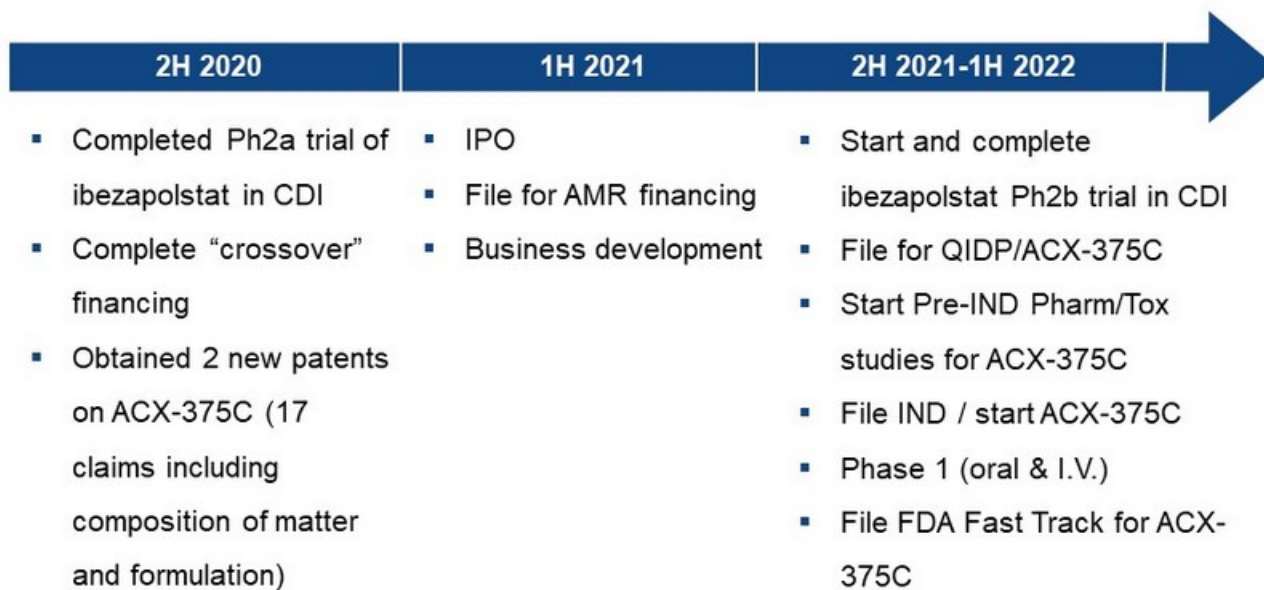 2H 2020
1H 2021
2H 2021-1H 2022
▪ Completed Ph2a trial of
ibezapolstat in CDI
▪ Complete “crossover”
financing
▪ Obtained 2 new patents
on ACX-375C (17
claims including
composition of matter
and formulation)
▪ IPO
▪ File for AMR financing
▪ Business development
▪ Start and complete
ibezapolstat Ph2b trial in CDI
▪ File for QIDP/ACX-375C
▪ Start Pre-IND Pharm/Tox
studies for ACX-375C
▪ File IND / start ACX-375C
▪ Phase 1 (oral & I.V.)
▪ File FDA Fast Track for ACX-
375C